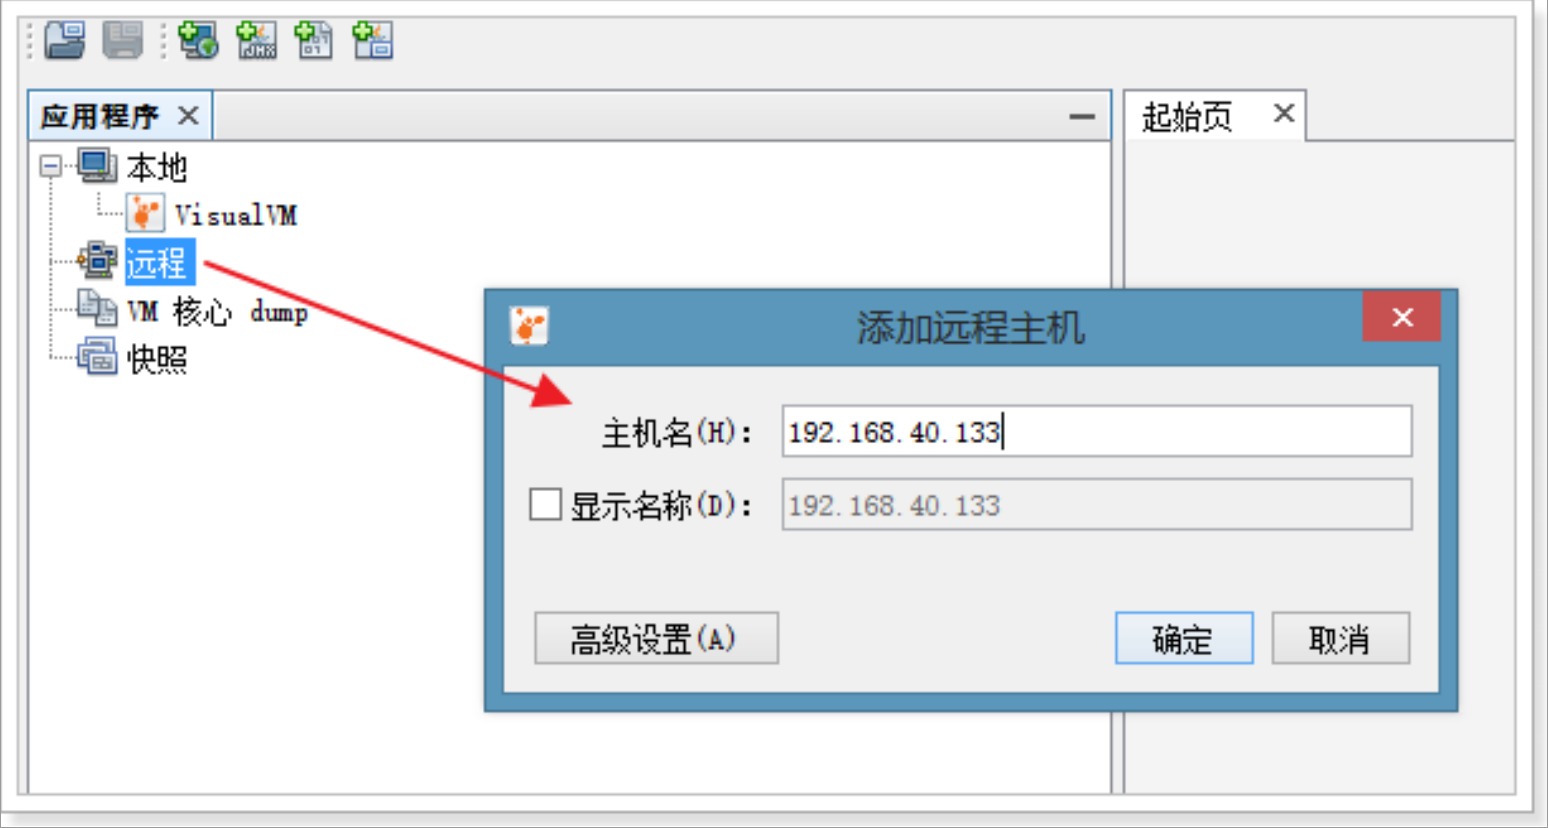 JMX
应用程序
起始页
本地
VisualVM
远程
VM 核心 dump
快照
添加远程主机
主机名(H): 192.168.40.133
显示名称(D): 192.168.40.133
高级设置(A) 确定 取消